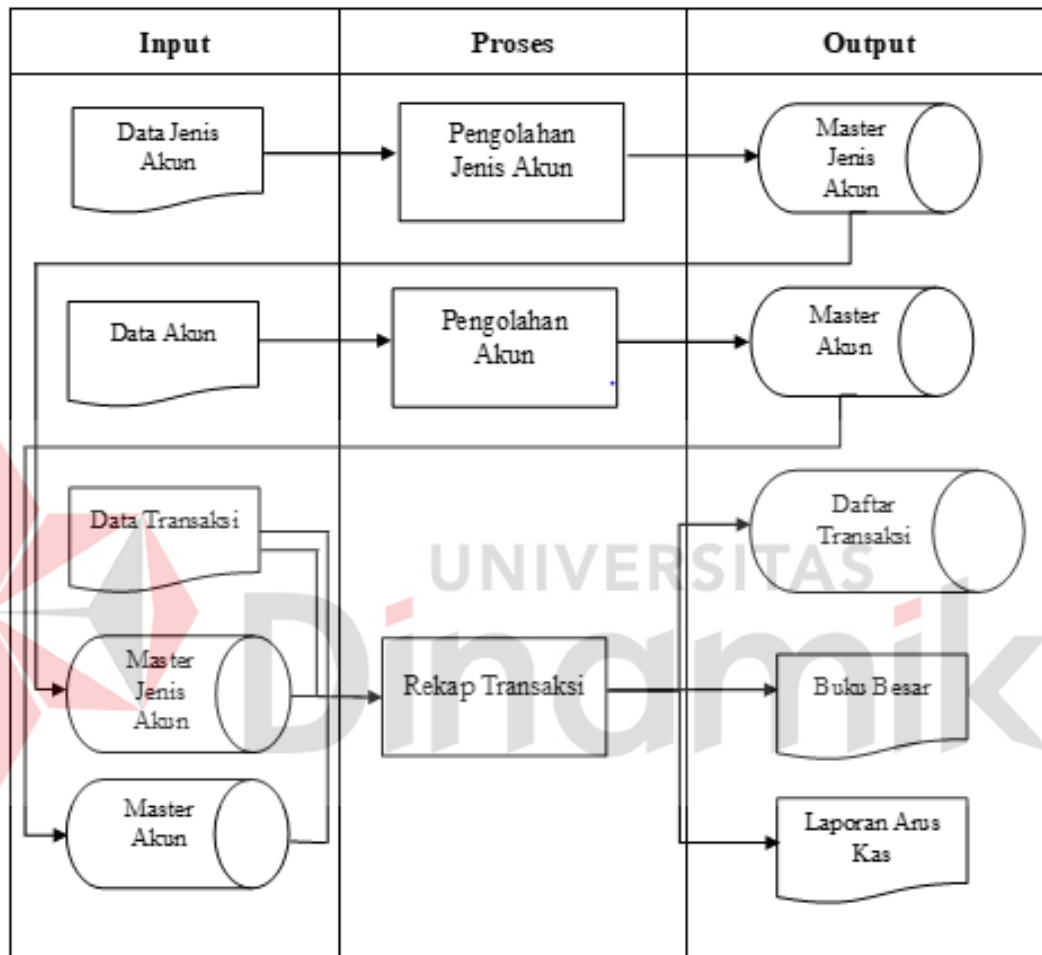 Input
Proses
Output
Data Jenis
Akun
Pengolahan
Jenis Akun
Master
Jenis
Akun
Data Akun
Pengolahan
Akun
Master
Akun
Data Transaksi
Daftar
Transaksi
UNIVERSITAS
Dinamik
Master
Jenis
Akun
Rekap Transaksi
Buku Besar
Master
Akun
Laporan Arus
Kas